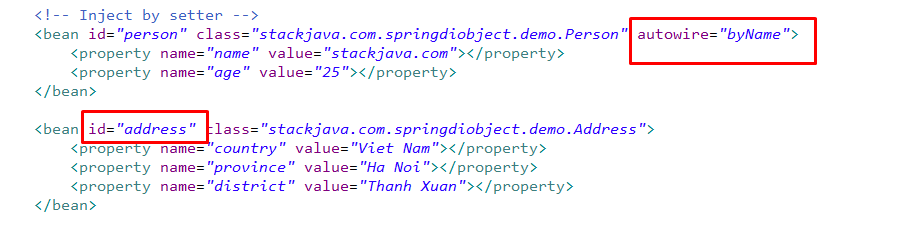 <!-- Inject by setter -->
<bean id="person" class="stackjava.com.springdiobject.demo.Person" autowire="byName">
<property name="name" value="stackjava.com"></property>
<property name="age" value="25"></property>
</bean>
<bean id="address" class="stackjava.com.springdiobject.demo.Address">
<property name="country" value="Viet Nam"></property>
<property name="province" value="Ha Noi"></property>
<property name="district" value="Thanh Xuan"></property>
</bean>